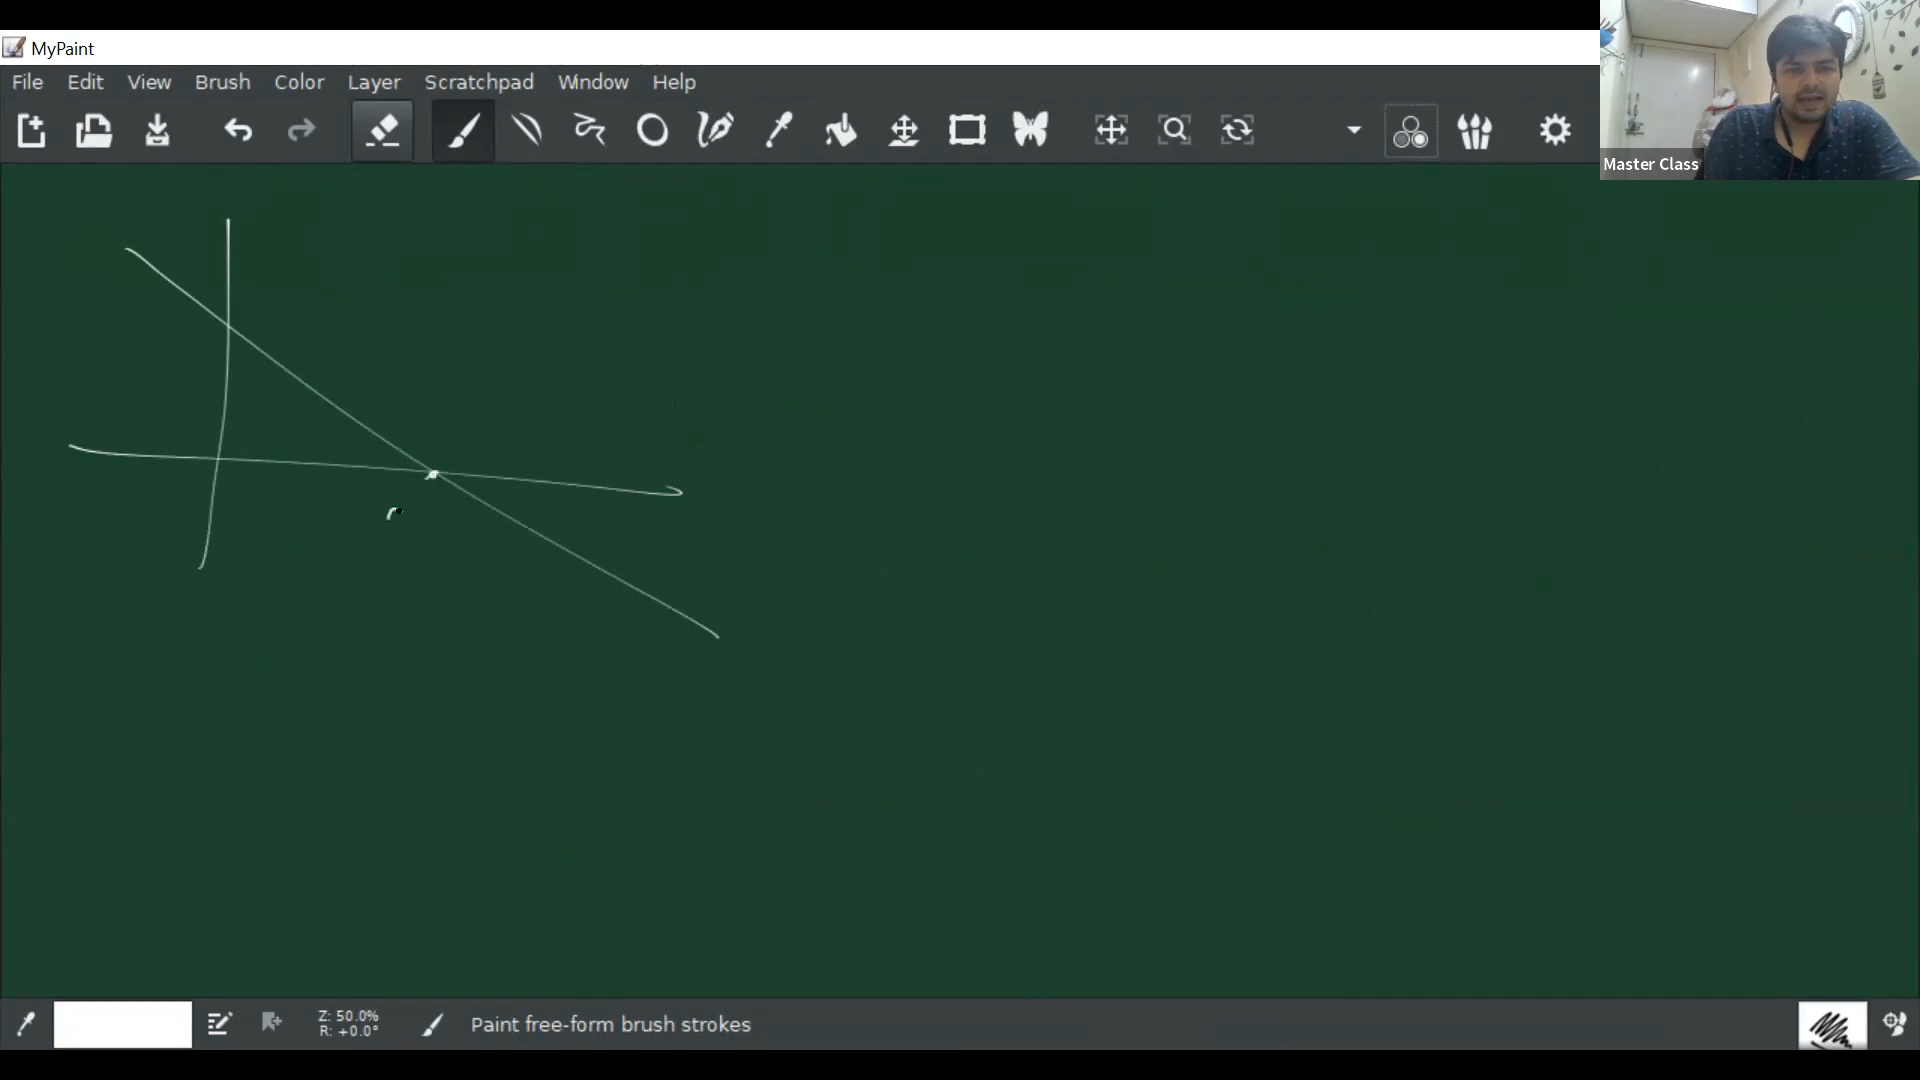 MyPaint
File Edit View Brush Color Layer Scratchpad Window Help
Master Class
Z: 50.0%
R: +0.0°
Paint free-form brush strokes